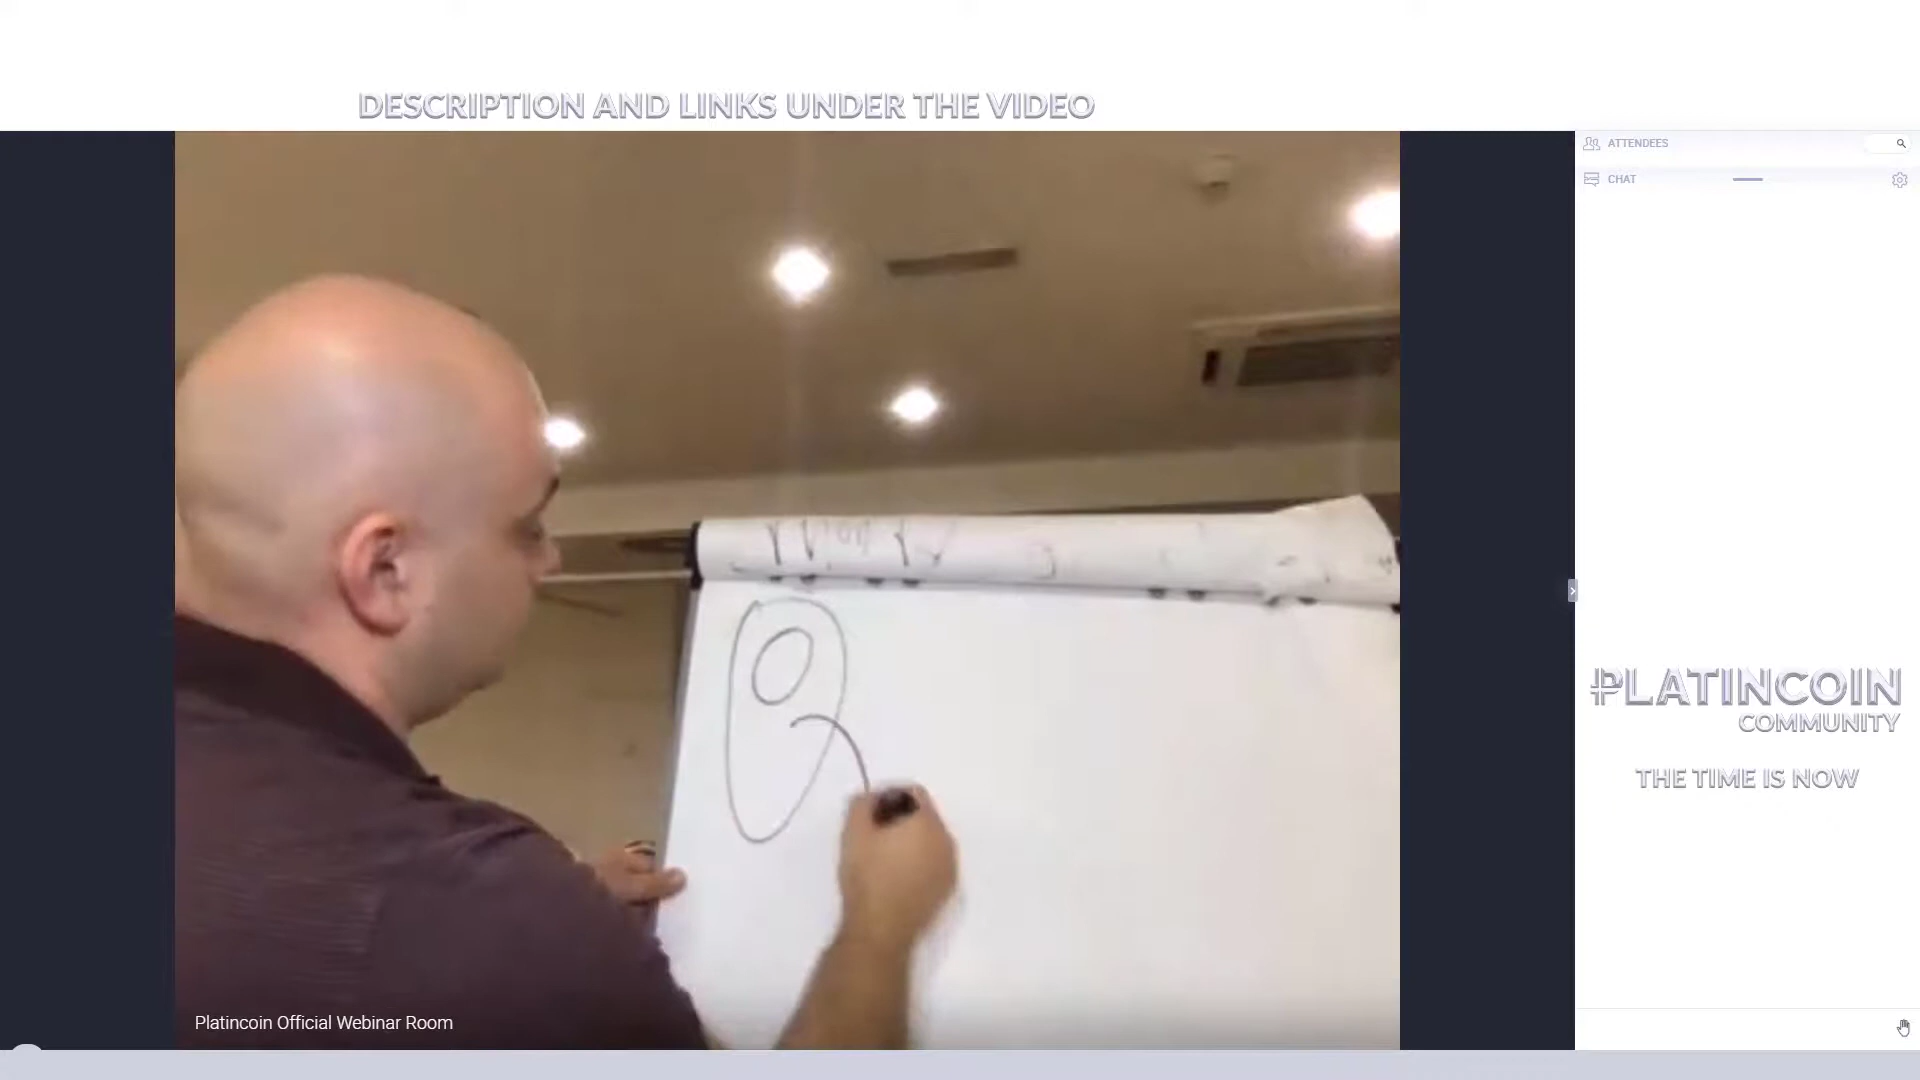 DESCRIPTION AND LINKS UNDER THE VIDEO
ATTENDEES
CHAT
PLATINCOIN
COMMUNITY
THE TIME IS NOW
Platincoin Official Webinar Room